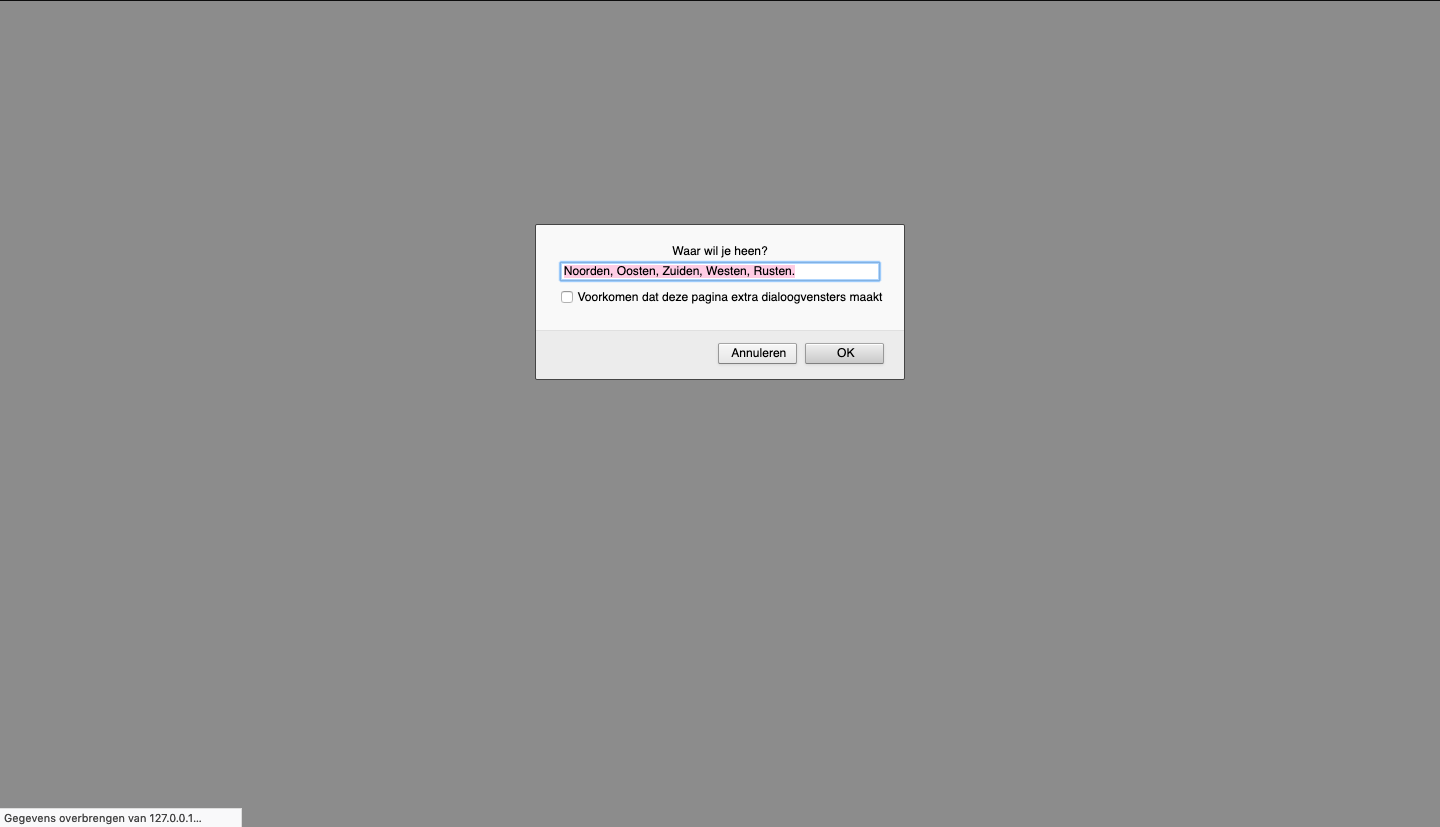 Waar wil je heen?
Noorden, Oosten, Zuiden, Westen, Rusten.
Voorkomen dat deze pagina extra dialoogvensters maakt
Annuleren OK
Gegevens overbrengen van 127.0.0.1...